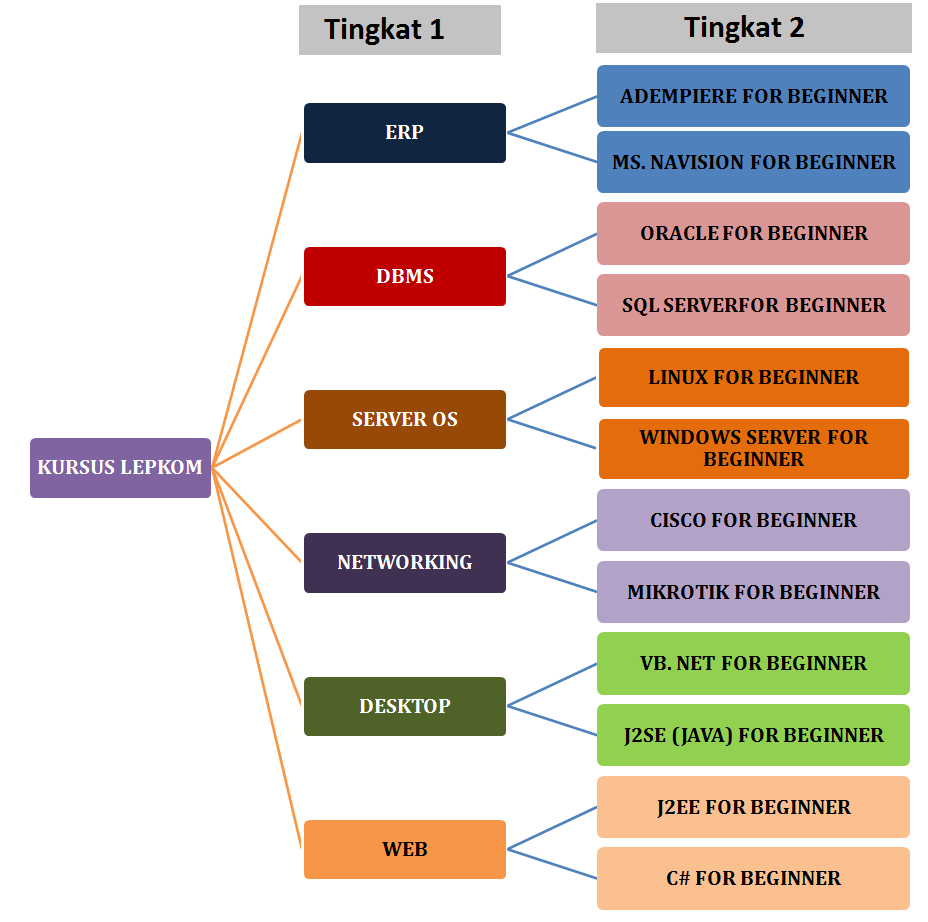 Tingkat 1
Tingkat 2
KURSUS LEPKOM
ERP
ADEMPIERE FOR BEGINNER
MS. NAVISION FOR BEGINNER
DBMS
ORACLE FOR BEGINNER
SQL SERVERFOR BEGINNER
SERVER OS
LINUX FOR BEGINNER
WINDOWS SERVER FOR
BEGINNER
NETWORKING
CISCO FOR BEGINNER
MIKROTIK FOR BEGINNER
DESKTOP
VB. NET FOR BEGINNER
J2SE (JAVA) FOR BEGINNER
WEB
J2EE FOR BEGINNER
C# FOR BEGINNER